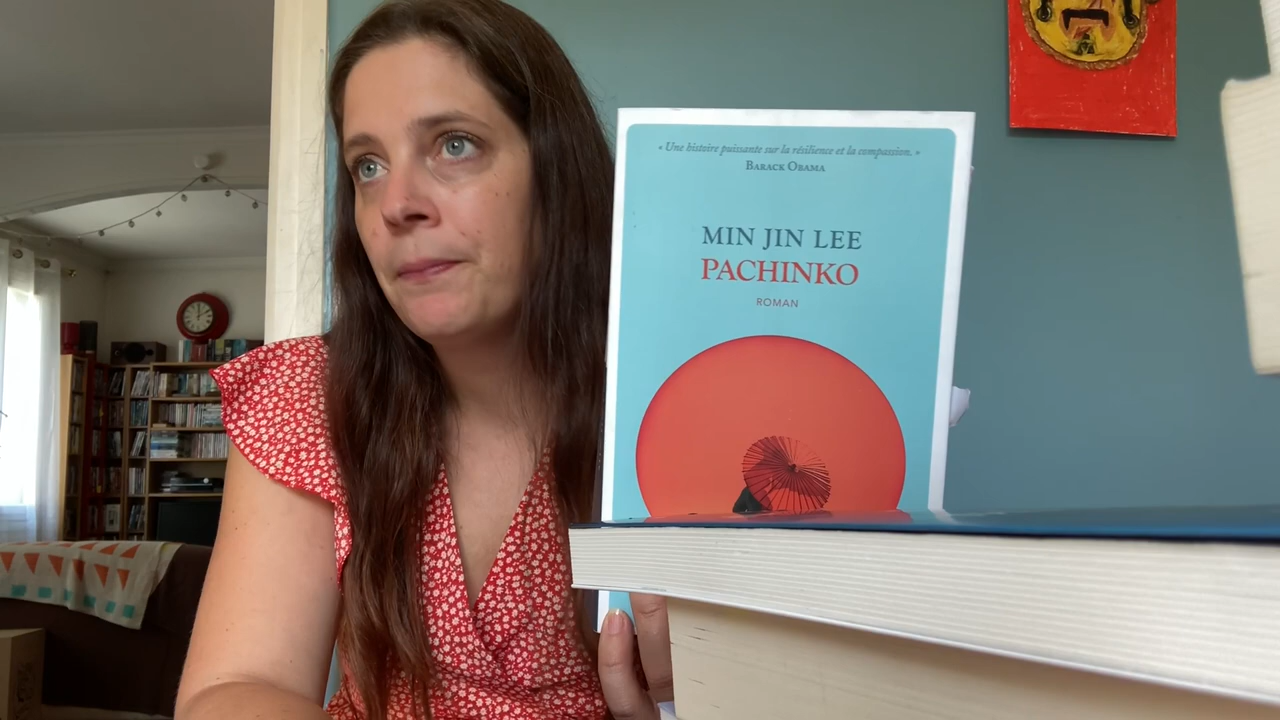 « Une histoire puissante sur la résilience et la compassion. »
BARACK OBAMA
MIN JIN LEE
PACHINKO
ROMAN